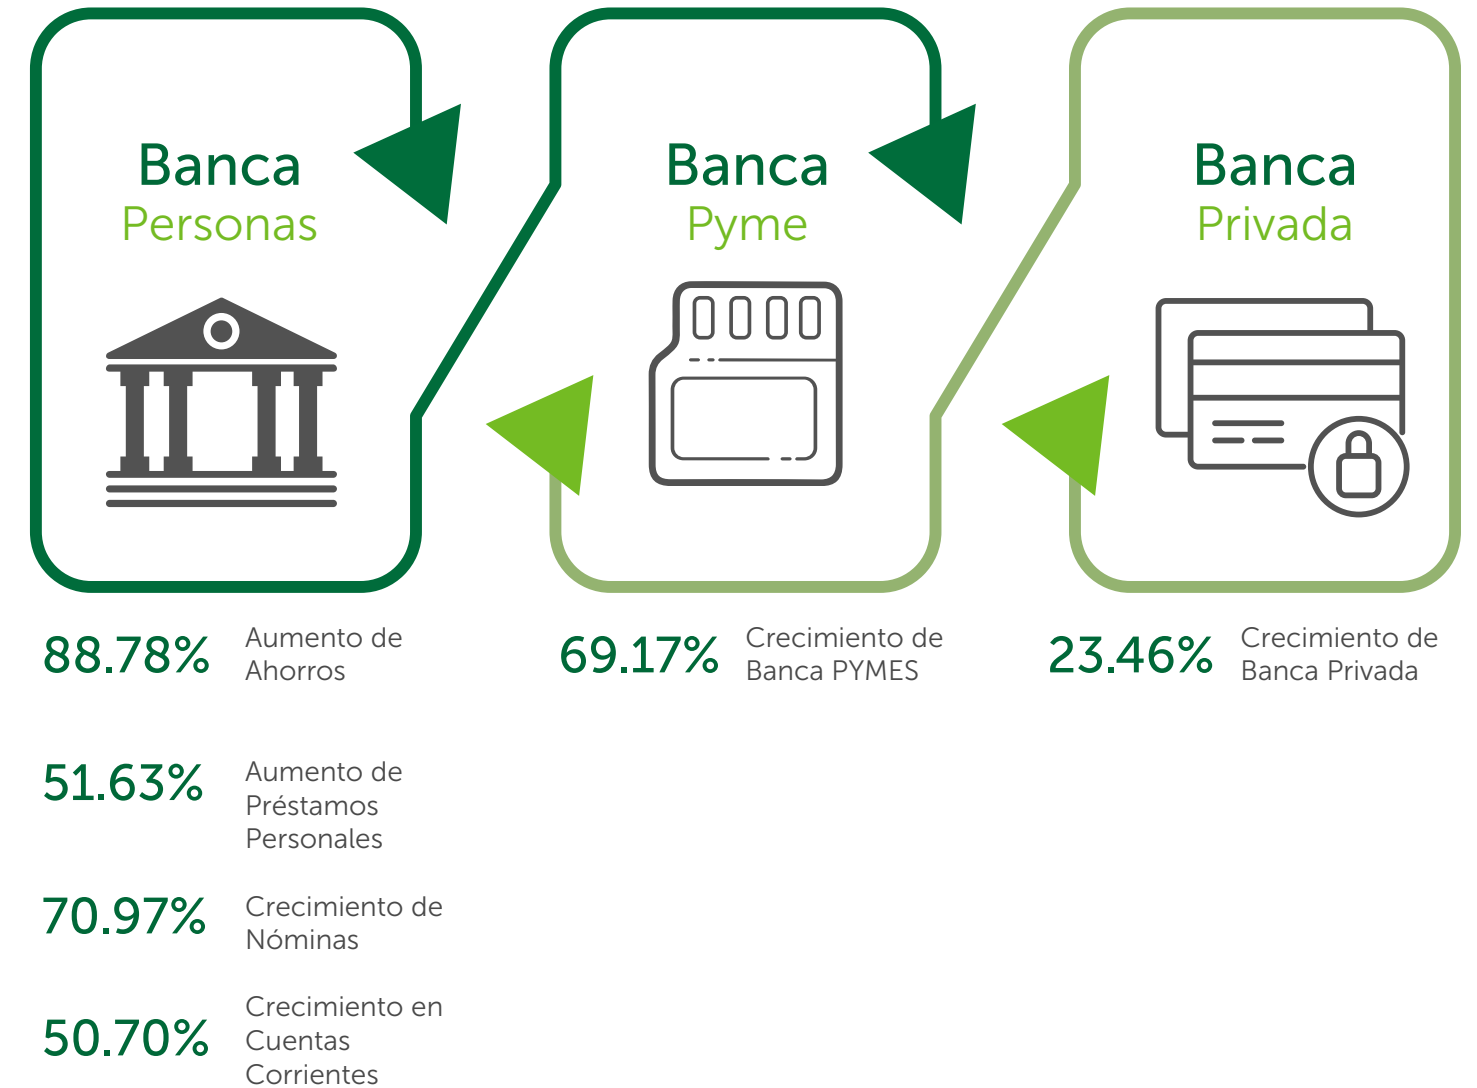 Banca
Personas
Banca
Pyme
Banca
Privada
88.78%
Aumento de
Ahorros
69.17%
Crecimiento de
Banca PYMES
23.46%
Crecimiento de
Banca Privada
51.63%
Aumento de
Préstamos
Personales
70.97%
Crecimiento de
Nóminas
50.70%
Crecimiento en
Cuentas
Corrientes